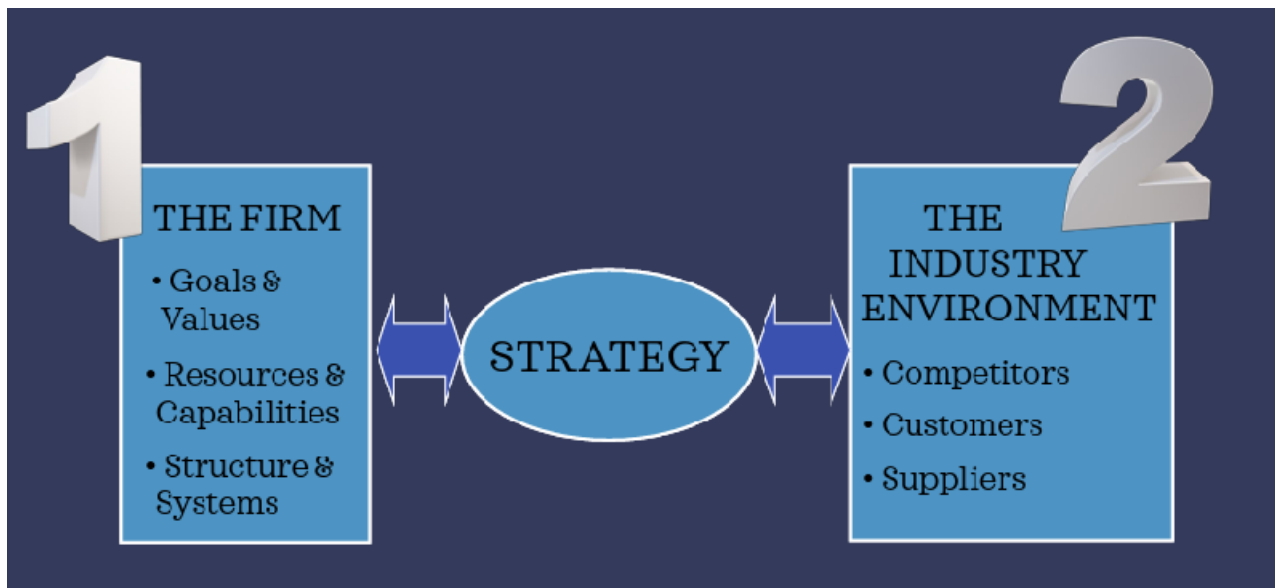 1
THE FIRM
• Goals &
Values
• Resources &
Capabilities
• Structure &
Systems
STRATEGY
2
THE
INDUSTRY
ENVIRONMENT
• Competitors
• Customers
• Suppliers